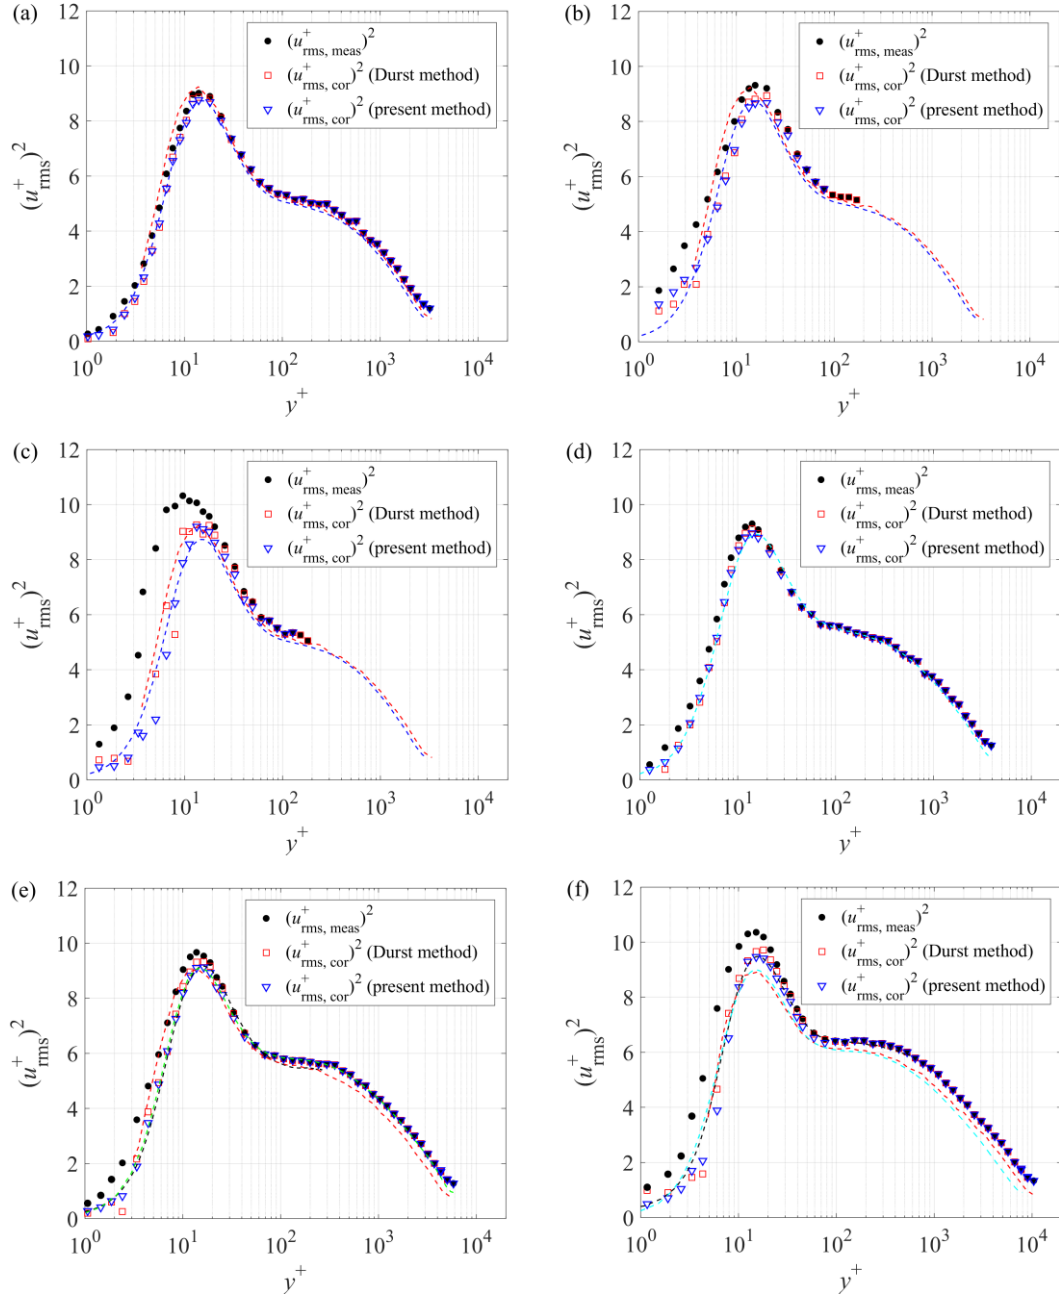 (a)
12
10
8
6
4
2
0
(u⁺rms)²
(u⁺rms, meas)²
(u⁺rms, cor)² (Durst method)
(u⁺rms, cor)² (present method)
10⁰ 10¹ 10² 10³ 10⁴
y⁺
(b)
12
10
8
6
4
2
0
(u⁺rms)²
(u⁺rms, meas)²
(u⁺rms, cor)² (Durst method)
(u⁺rms, cor)² (present method)
10⁰ 10¹ 10² 10³ 10⁴
y⁺
(c)
12
10
8
6
4
2
0
(u⁺rms)²
(u⁺rms, meas)²
(u⁺rms, cor)² (Durst method)
(u⁺rms, cor)² (present method)
10⁰ 10¹ 10² 10³ 10⁴
y⁺
(d)
12
10
8
6
4
2
0
(u⁺rms)²
(u⁺rms, meas)²
(u⁺rms, cor)² (Durst method)
(u⁺rms, cor)² (present method)
10⁰ 10¹ 10² 10³ 10⁴
y⁺
(e)
12
10
8
6
4
2
0
(u⁺rms)²
(u⁺rms, meas)²
(u⁺rms, cor)² (Durst method)
(u⁺rms, cor)² (present method)
10⁰ 10¹ 10² 10³ 10⁴
y⁺
(f)
12
10
8
6
4
2
0
(u⁺rms)²
(u⁺rms, meas)²
(u⁺rms, cor)² (Durst method)
(u⁺rms, cor)² (present method)
10⁰ 10¹ 10² 10³ 10⁴
y⁺